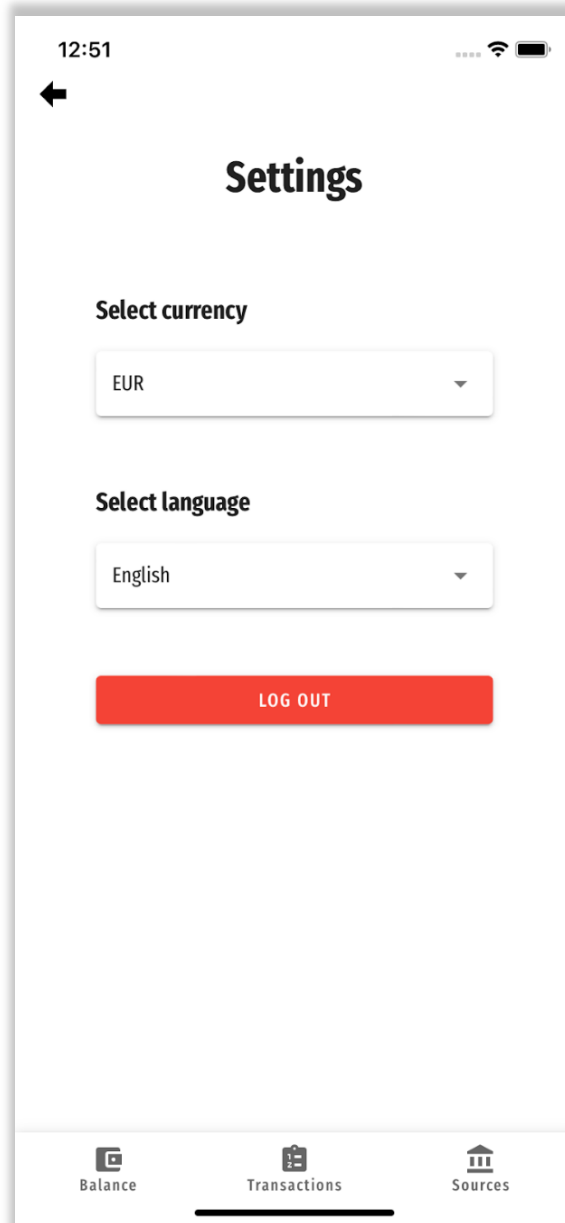 12:51
Settings
Select currency
EUR
Select language
English
LOG OUT
Balance Transactions Sources